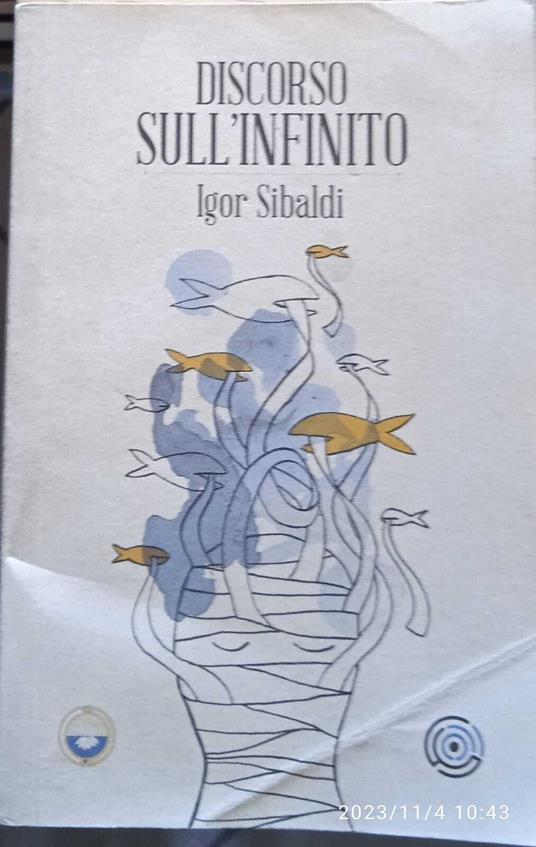 DISCORSO
SULL'INFINITO
Igor Sibaldi
2023/11/4 10:43